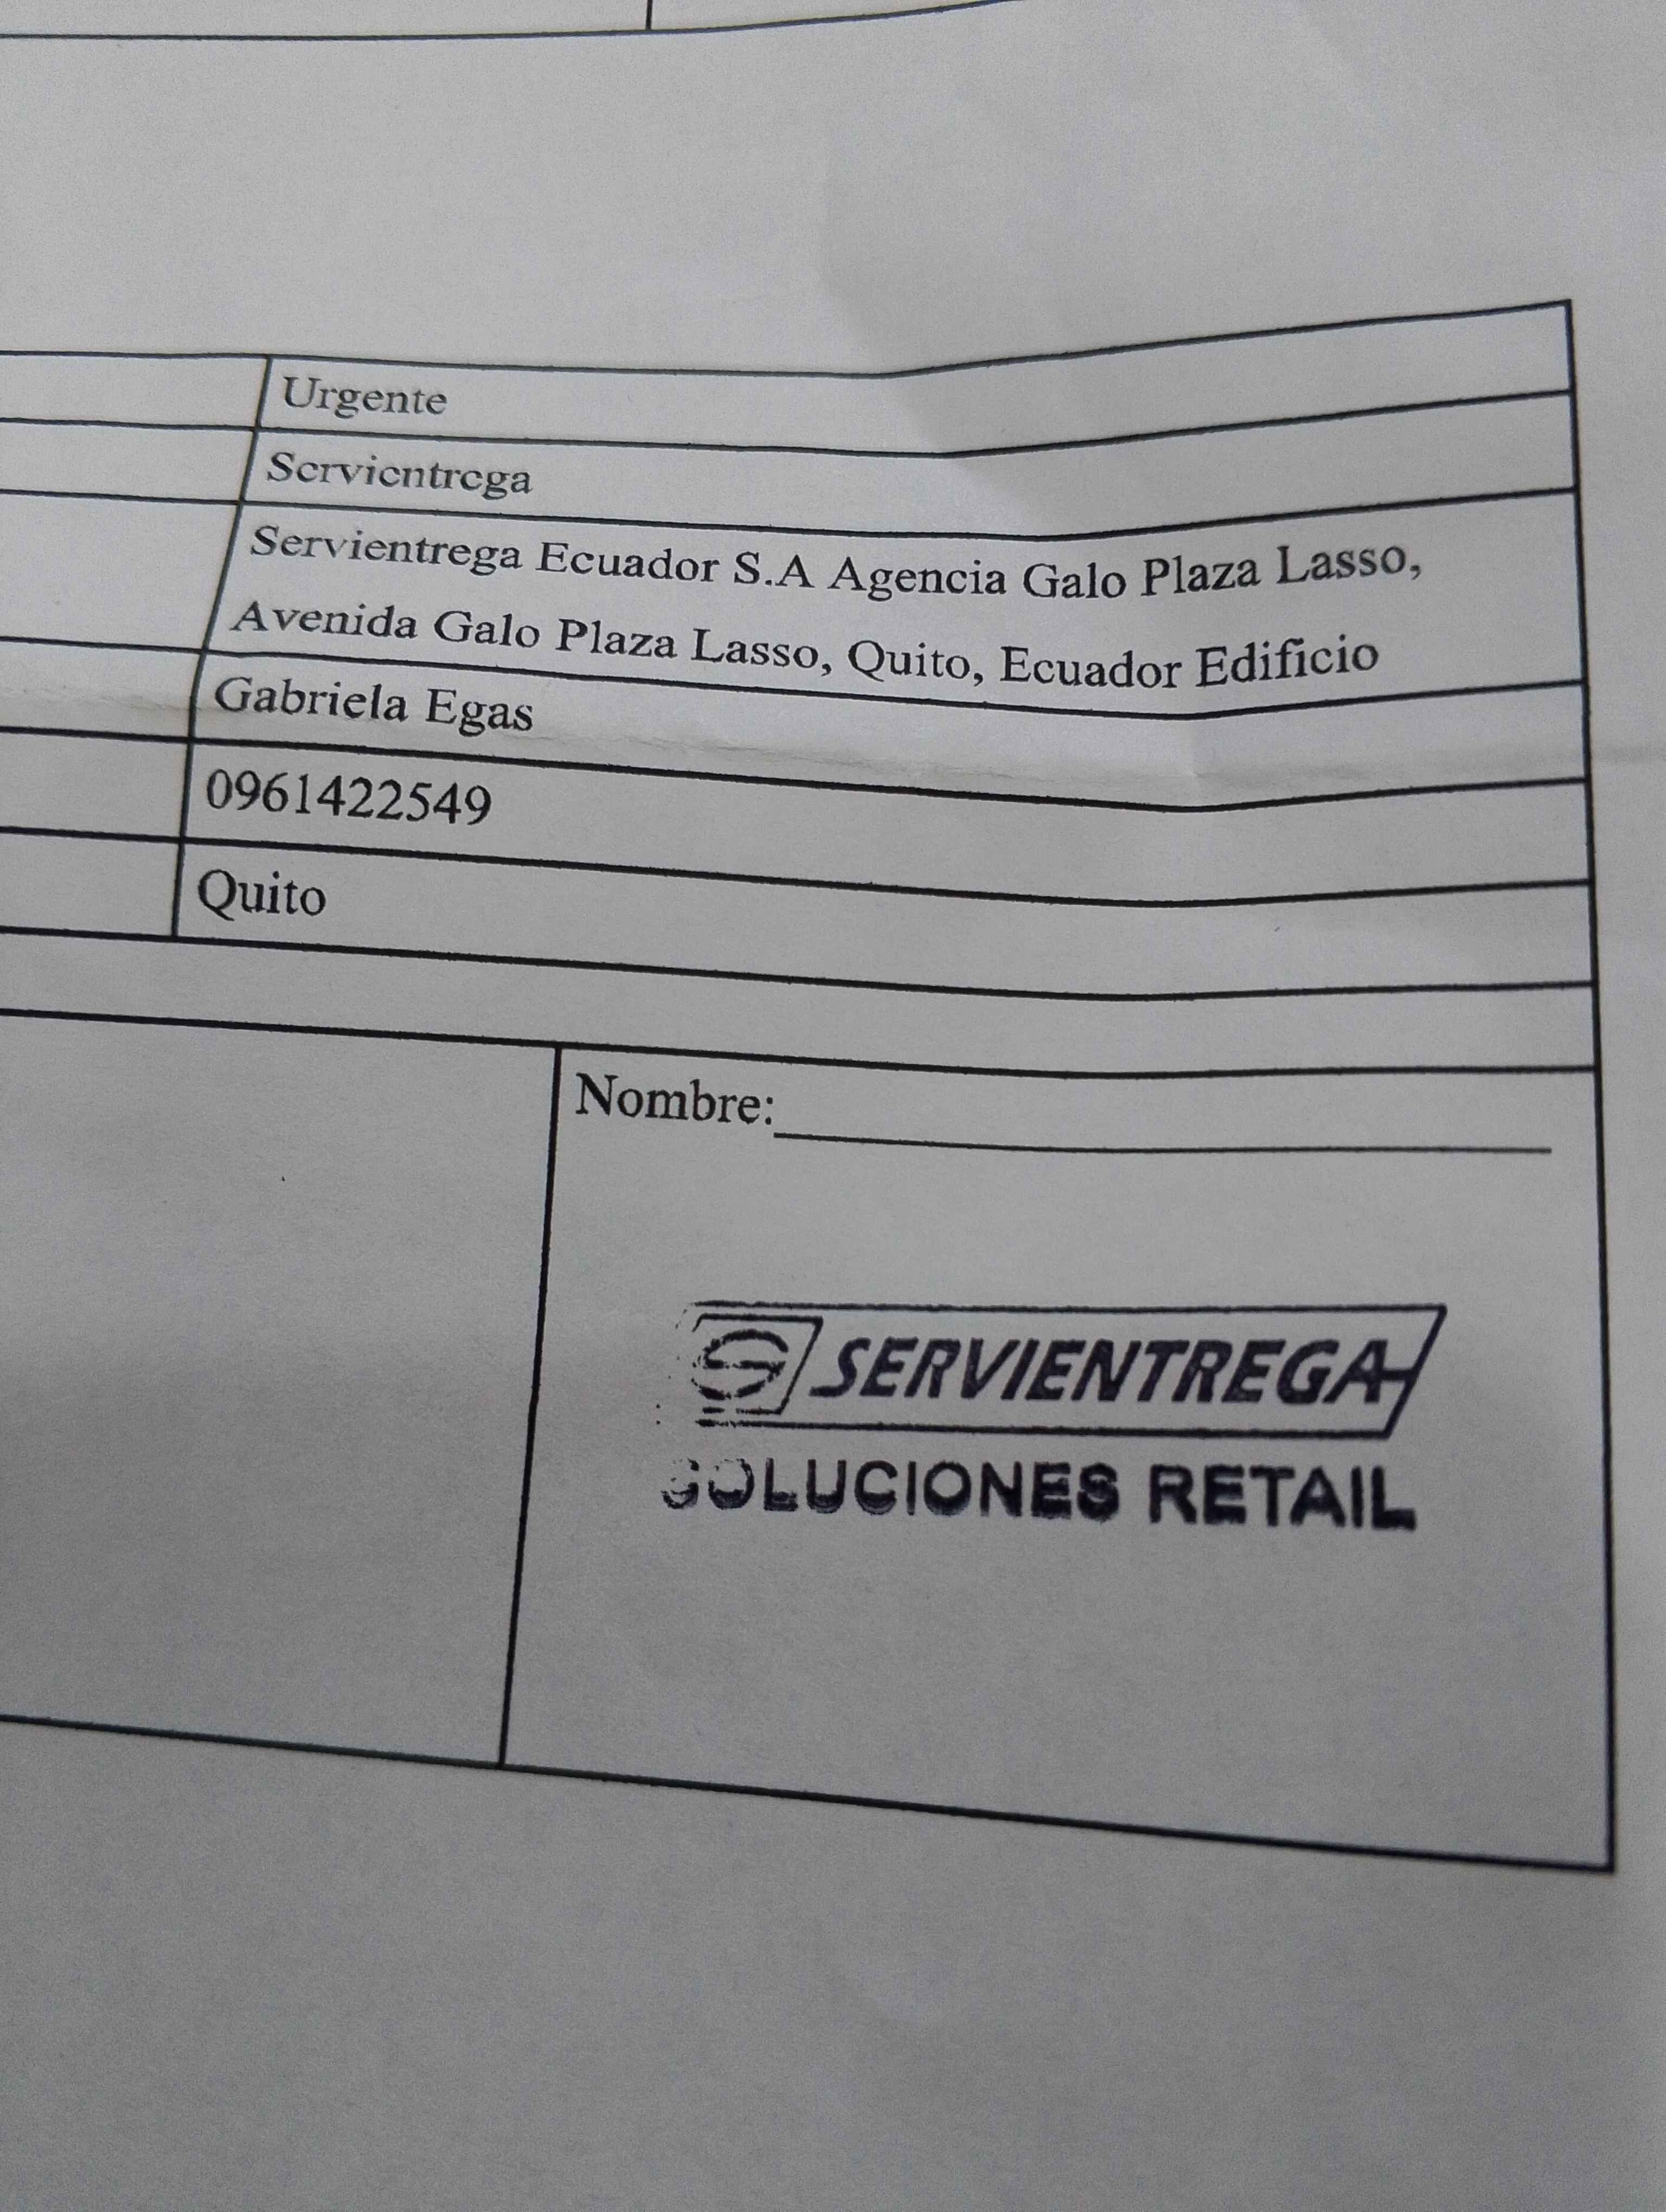 Urgente
Servientrega
Servientrega Ecuador S.A Agencia Galo Plaza Lasso,
Avenida Galo Plaza Lasso, Quito, Ecuador Edificio
Gabriela Egas
0961422549
Quito
Nombre:
SERVIENTREGA
SOLUCIONES RETAIL